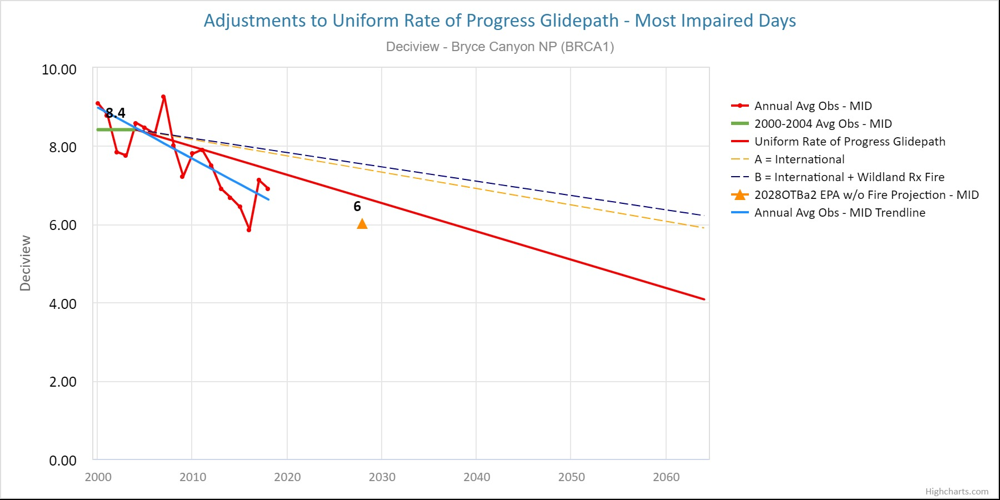 Adjustments to Uniform Rate of Progress Glidepath - Most Impaired Days
Deciview - Bryce Canyon NP (BRCA1)
10.00
8.00
6.00
4.00
2.00
0.00
Deciview
8.4
6
2000 2010 2020 2030 2040 2050 2060
Annual Avg Obs - MID
2000-2004 Avg Obs - MID
Uniform Rate of Progress Glidepath
A = International
B = International + Wildland Rx Fire
2028OTBa2 EPA w/o Fire Projection - MID
Annual Avg Obs - MID Trendline
Highcharts.com